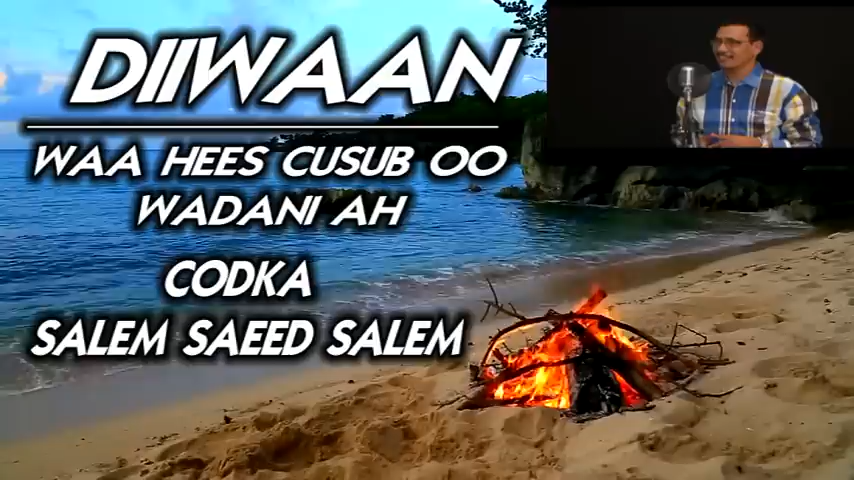 DIIWAAN
WAA HEES CUSUB OO
WADANI AH
CODKA
SALEM SAEED SALEM